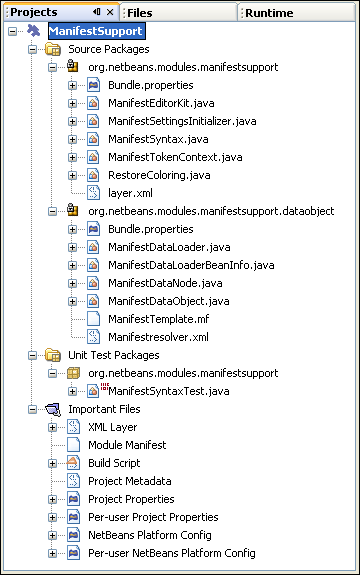 Projects
Files
Runtime
ManifestSupport
Source Packages
org.netbeans.modules.manifestsupport
Bundle.properties
ManifestEditorKit.java
ManifestSettingsInitializer.java
ManifestSyntax.java
ManifestTokenContext.java
RestoreColoring.java
layer.xml
org.netbeans.modules.manifestsupport.dataobject
Bundle.properties
ManifestDataLoader.java
ManifestDataLoaderBeanInfo.java
ManifestDataNode.java
ManifestDataObject.java
ManifestTemplate.mf
Manifestresolver.xml
Unit Test Packages
org.netbeans.modules.manifestsupport
ManifestSyntaxTest.java
Important Files
XML Layer
Module Manifest
Build Script
Project Metadata
Project Properties
Per-user Project Properties
NetBeans Platform Config
Per-user NetBeans Platform Config